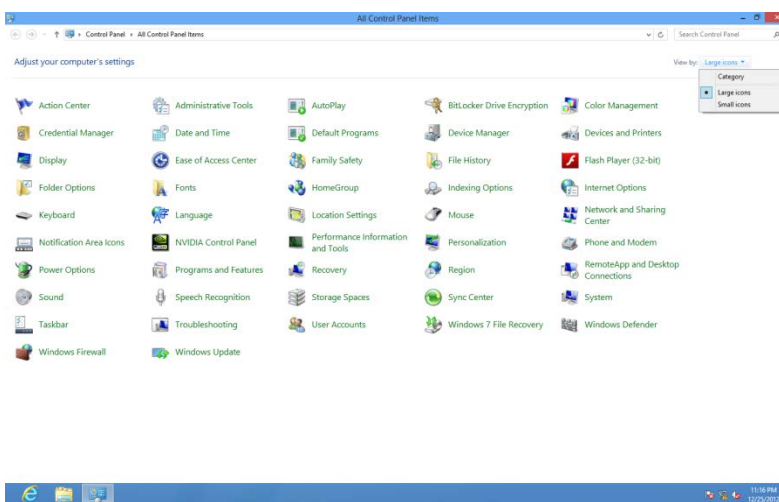 All Control Panel Items
Control Panel All Control Panel Items
Search Control Panel
Adjust your computer's settings
View by: Large icons
Category
Large icons
Small icons
Action Center
Administrative Tools
AutoPlay
BitLocker Drive Encryption
Color Management
Credential Manager
Date and Time
Default Programs
Device Manager
Devices and Printers
Display
Ease of Access Center
Family Safety
File History
Flash Player (32-bit)
Folder Options
Fonts
HomeGroup
Indexing Options
Internet Options
Keyboard
Language
Location Settings
Mouse
Network and Sharing
Center
Notification Area Icons
NVIDIA Control Panel
Performance Information
and Tools
Personalization
Phone and Modem
Power Options
Programs and Features
Recovery
Region
RemoteApp and Desktop
Connections
Sound
Speech Recognition
Storage Spaces
Sync Center
System
Taskbar
Troubleshooting
User Accounts
Windows 7 File Recovery
Windows Defender
Windows Firewall
Windows Update
11:16 PM